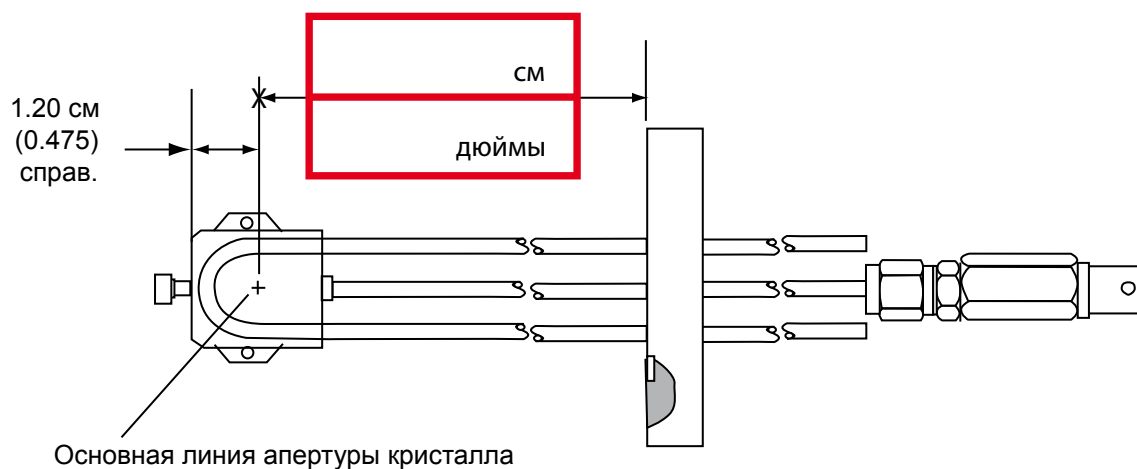 см
дюймы
1.20 см
(0.475)
справ.
Основная линия апертуры кристалла